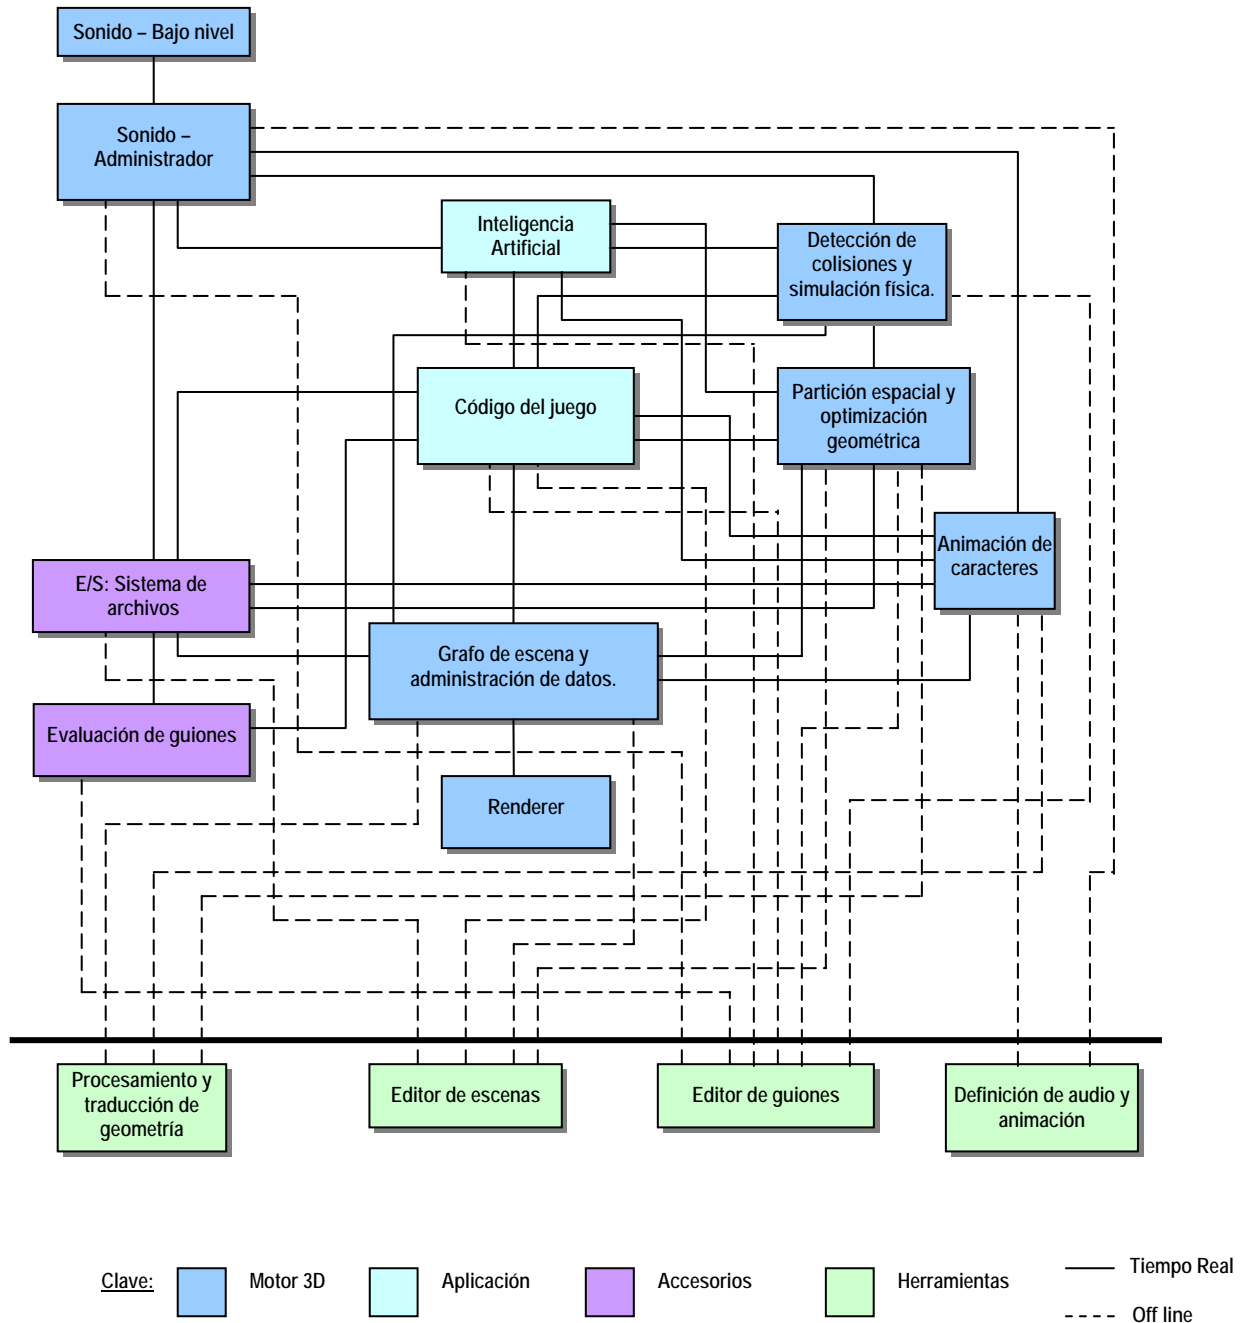 Sonido – Bajo nivel
Sonido –
Administrador
Inteligencia
Artificial
Detección de
colisiones y
simulación física.
Código del juego
Partición espacial y
optimización
geométrica
Animación de
caracteres
E/S: Sistema de
archivos
Grafo de escena y
administración de datos.
Evaluación de guiones
Renderer
Procesamiento y
traducción de
geometría
Editor de escenas
Editor de guiones
Definición de audio y
animación
Clave:
Motor 3D
Aplicación
Accesorios
Herramientas
Tiempo Real
Off line